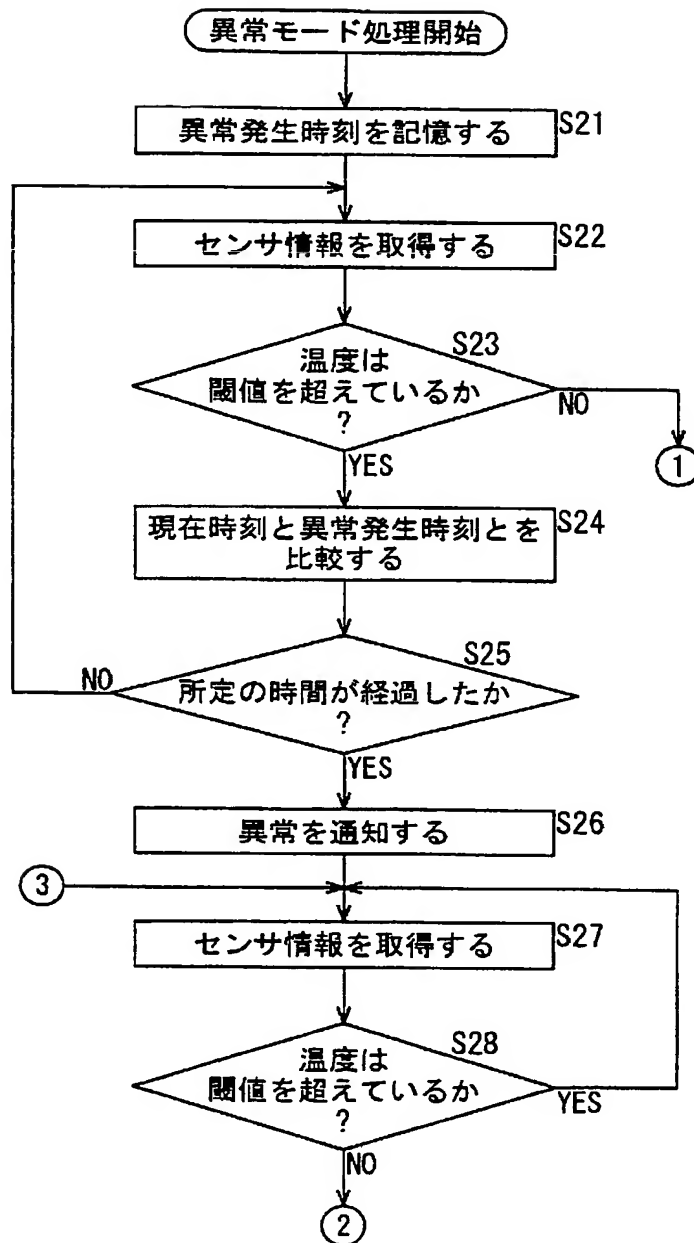 異常モード処理開始
異常発生時刻を記憶する
S21
センサ情報を取得する
S22
S23
温度は
閾値を超えているか
?
NO
①
YES
現在時刻と異常発生時刻とを
比較する
S24
S25
NO
所定の時間が経過したか
?
YES
異常を通知する
S26
③
センサ情報を取得する
S27
S28
温度は
閾値を超えているか
?
YES
NO
②